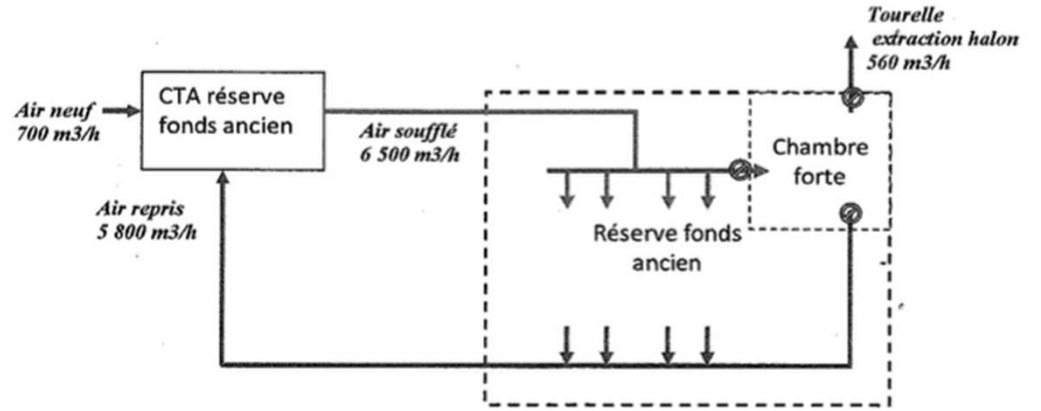 Tourelle
extraction halon
560 m3/h
CTA réserve
fonds ancien
Air neuf
700 m3/h
Air soufflé
6 500 m3/h
Chambre
forte
Air repris
5 800 m3/h
Réserve fonds
ancien